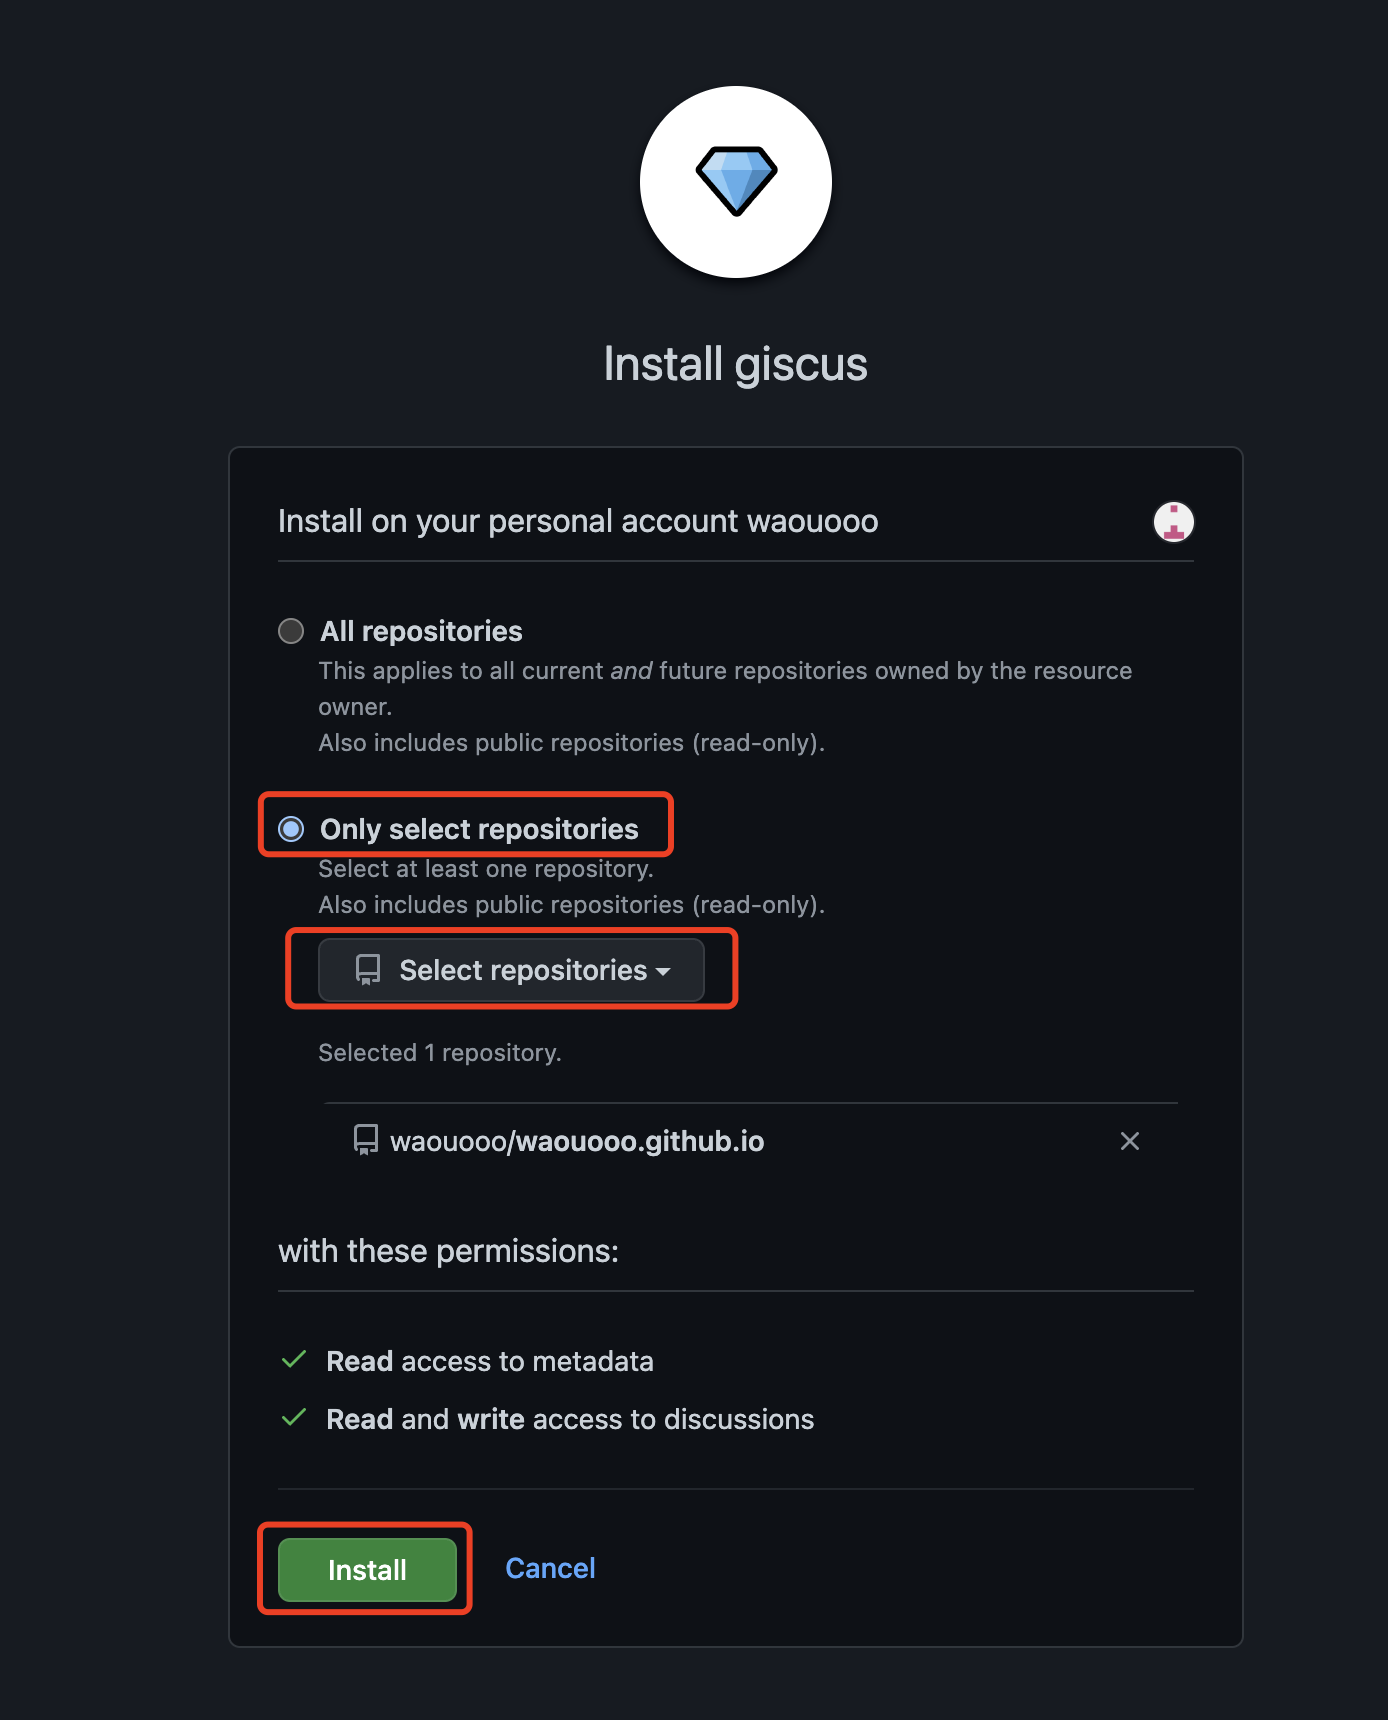 Install giscus
Install on your personal account waouooo
All repositories
This applies to all current and future repositories owned by the resource
owner.
Also includes public repositories (read-only).
Only select repositories
Select at least one repository.
Also includes public repositories (read-only).
Select repositories
Selected 1 repository.
waouooo/waouooo.github.io
with these permissions:
Read access to metadata
Read and write access to discussions
Install Cancel